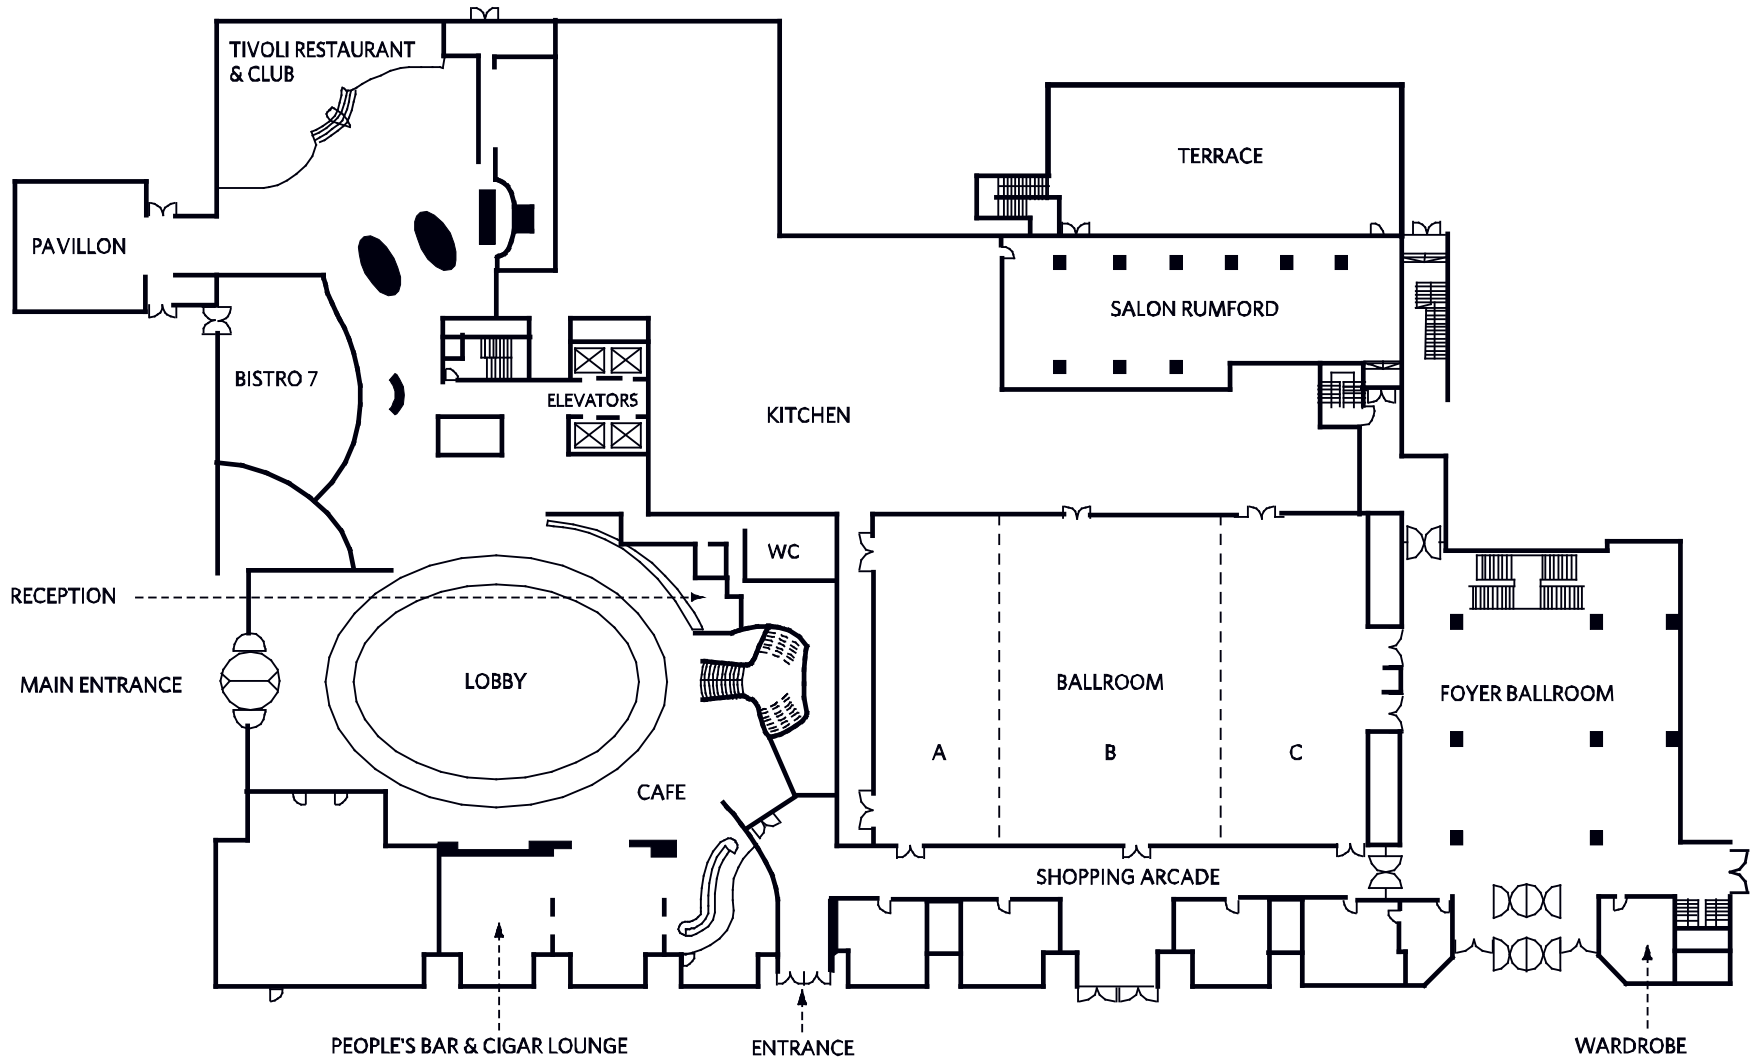 TIVOLI RESTAURANT
& CLUB
TERRACE
PAVILLON
SALON RUMFORD
BISTRO 7
ELEVATORS
KITCHEN
WC
RECEPTION
LOBBY
MAIN ENTRANCE
BALLROOM
FOYER BALLROOM
A
B
C
CAFE
SHOPPING ARCADE
PEOPLE'S BAR & CIGAR LOUNGE
ENTRANCE
WARDROBE